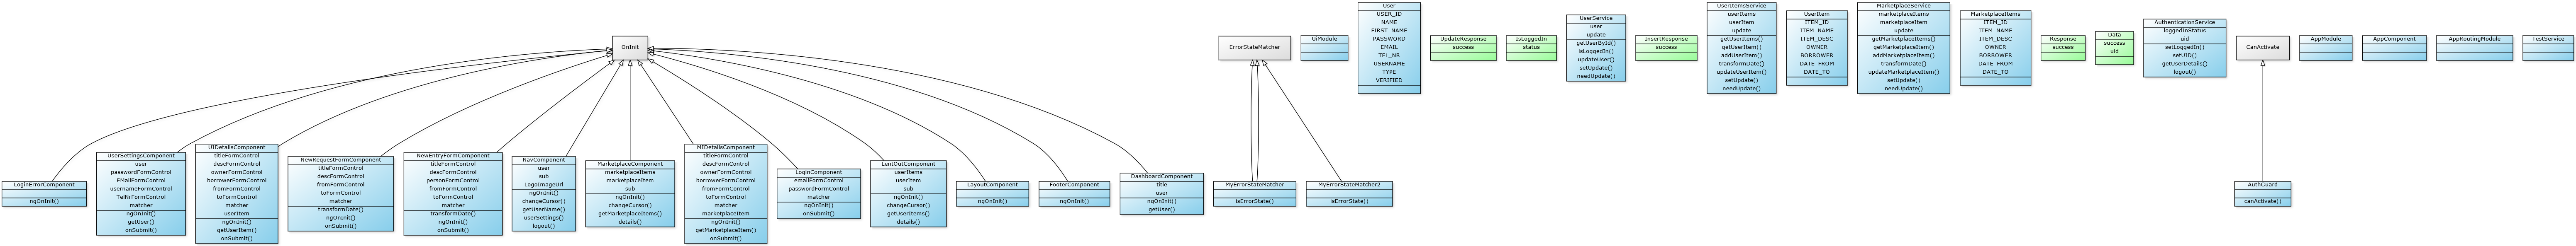 OnInit
LoginErrorComponent
ngOnInit()
UserSettingsComponent
user
passwordFormControl
EMailFormControl
usernameFormControl
TelNrFormControl
matcher
ngOnInit()
getUser()
onSubmit()
UIDetailsComponent
titleFormControl
descFormControl
ownerFormControl
borrowerFormControl
fromFormControl
toFormControl
matcher
userItem
ngOnInit()
getUserItem()
onSubmit()
NewRequestFormComponent
titleFormControl
descFormControl
fromFormControl
toFormControl
matcher
transformDate()
ngOnInit()
onSubmit()
NewEntryFormComponent
titleFormControl
descFormControl
personFormControl
fromFormControl
toFormControl
matcher
transformDate()
ngOnInit()
onSubmit()
NavComponent
user
sub
LogoImageUrl
ngOnInit()
changeCursor()
getUserName()
userSettings()
logout()
MarketplaceComponent
marketplaceItems
marketplaceItem
sub
ngOnInit()
changeCursor()
getMarketplaceItems()
details()
MIDetailsComponent
titleFormControl
descFormControl
ownerFormControl
borrowerFormControl
fromFormControl
toFormControl
matcher
marketplaceItem
ngOnInit()
getMarketplaceItem()
onSubmit()
LoginComponent
emailFormControl
passwordFormControl
matcher
ngOnInit()
onSubmit()
LentOutComponent
userItems
userItem
sub
ngOnInit()
changeCursor()
getUserItems()
details()
LayoutComponent
ngOnInit()
FooterComponent
ngOnInit()
DashboardComponent
title
user
ngOnInit()
getUser()
ErrorStateMatcher
MyErrorStateMatcher
isErrorState()
MyErrorStateMatcher2
isErrorState()
UiModule
User
USER_ID
NAME
FIRST_NAME
PASSWORD
EMAIL
TEL_NR
USERNAME
TYPE
VERIFIED
UpdateResponse
success
IsLoggedIn
status
UserService
user
update
getUserById()
isLoggedIn()
updateUser()
setUpdate()
needUpdate()
InsertResponse
success
UserItemsService
userItems
userItem
update
getUserItems()
getUserItem()
addUserItem()
transformDate()
updateUserItem()
setUpdate()
needUpdate()
UserItem
ITEM_ID
ITEM_NAME
ITEM_DESC
OWNER
BORROWER
DATE_FROM
DATE_TO
MarketplaceService
marketplaceItems
marketplaceItem
update
getMarketplaceItems()
getMarketplaceItem()
addMarketplaceItem()
transformDate()
updateMarketplaceItem()
setUpdate()
needUpdate()
MarketplaceItems
ITEM_ID
ITEM_NAME
ITEM_DESC
OWNER
BORROWER
DATE_FROM
DATE_TO
Response
success
Data
success
uid
AuthenticationService
loggedInStatus
uid
setLoggedIn()
setUID()
getUserDetails()
logout()
CanActivate
AuthGuard
canActivate()
AppModule
AppComponent
AppRoutingModule
TestService